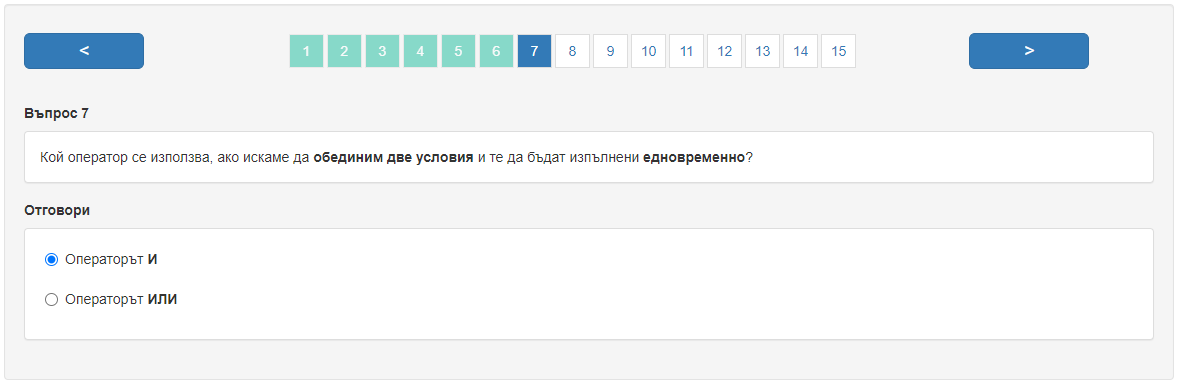 < 1 2 3 4 5 6 7 8 9 10 11 12 13 14 15 >
Въпрос 7
Кой оператор се използва, ако искаме да обединим две условия и те да бъдат изпълнени едновременно?
Отговори
Операторът И
Операторът ИЛИ